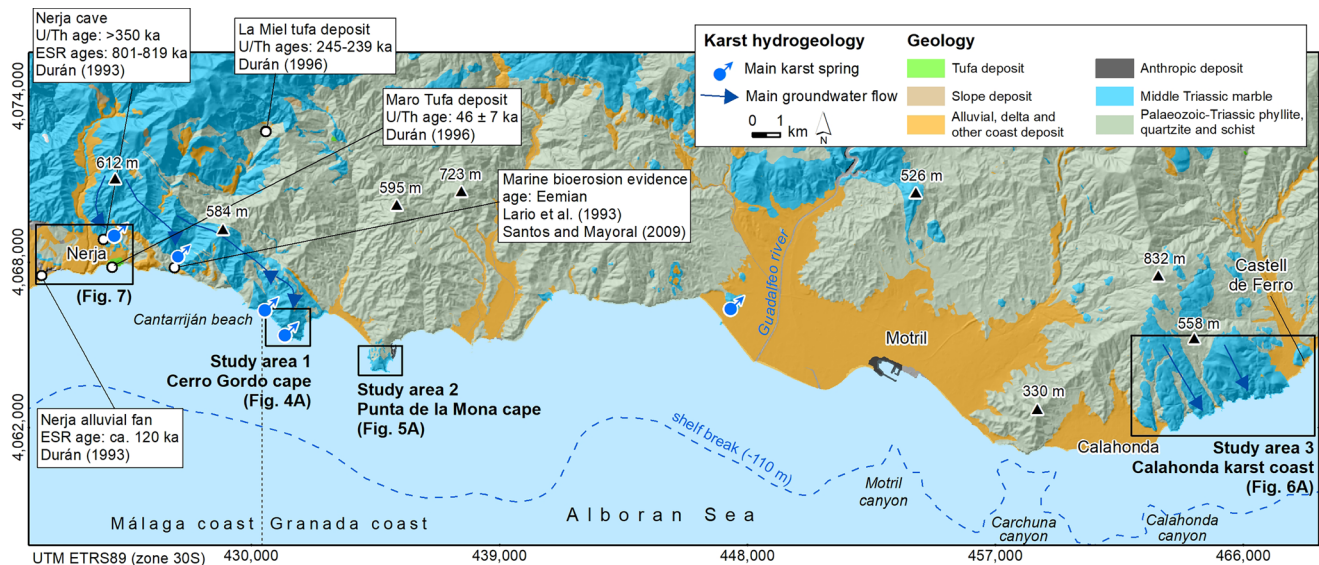 Nerja cave
U/Th age: >350 ka
ESR ages: 801-819 ka
Durán (1993)
La Miel tufa deposit
U/Th ages: 245-239 ka
Durán (1996)
Maro Tufa deposit
U/Th age: 46 ± 7 ka
Durán (1996)
Marine bioerosion evidence
age: Eemian
Lario et al. (1993)
Santos and Mayoral (2009)
Karst hydrogeology
Main karst spring
Main groundwater flow
0 1
km
N
Geology
Tufa deposit
Slope deposit
Alluvial, delta and
other coast deposit
Anthropic deposit
Middle Triassic marble
Palaeozoic-Triassic phyllite,
quartzite and schist
4,074,000
4,068,000
4,062,000
612 m
584 m
595 m
723 m
526 m
832 m
558 m
330 m
Nerja
(Fig. 7)
Cantarriján beach
Study area 1
Cerro Gordo cape
(Fig. 4A)
Study area 2
Punta de la Mona cape
(Fig. 5A)
Guadalfeo river
Motril
Castell
de Ferro
Calahonda
Study area 3
Calahonda karst coast
(Fig. 6A)
Nerja alluvial fan
ESR age: ca. 120 ka
Durán (1993)
shelf break (-110 m)
Motril
canyon
Carchuna
canyon
Calahonda
canyon
Alboran Sea
Málaga coast
Granada coast
UTM ETRS89 (zone 30S)
430,000
439,000
448,000
457,000
466,000